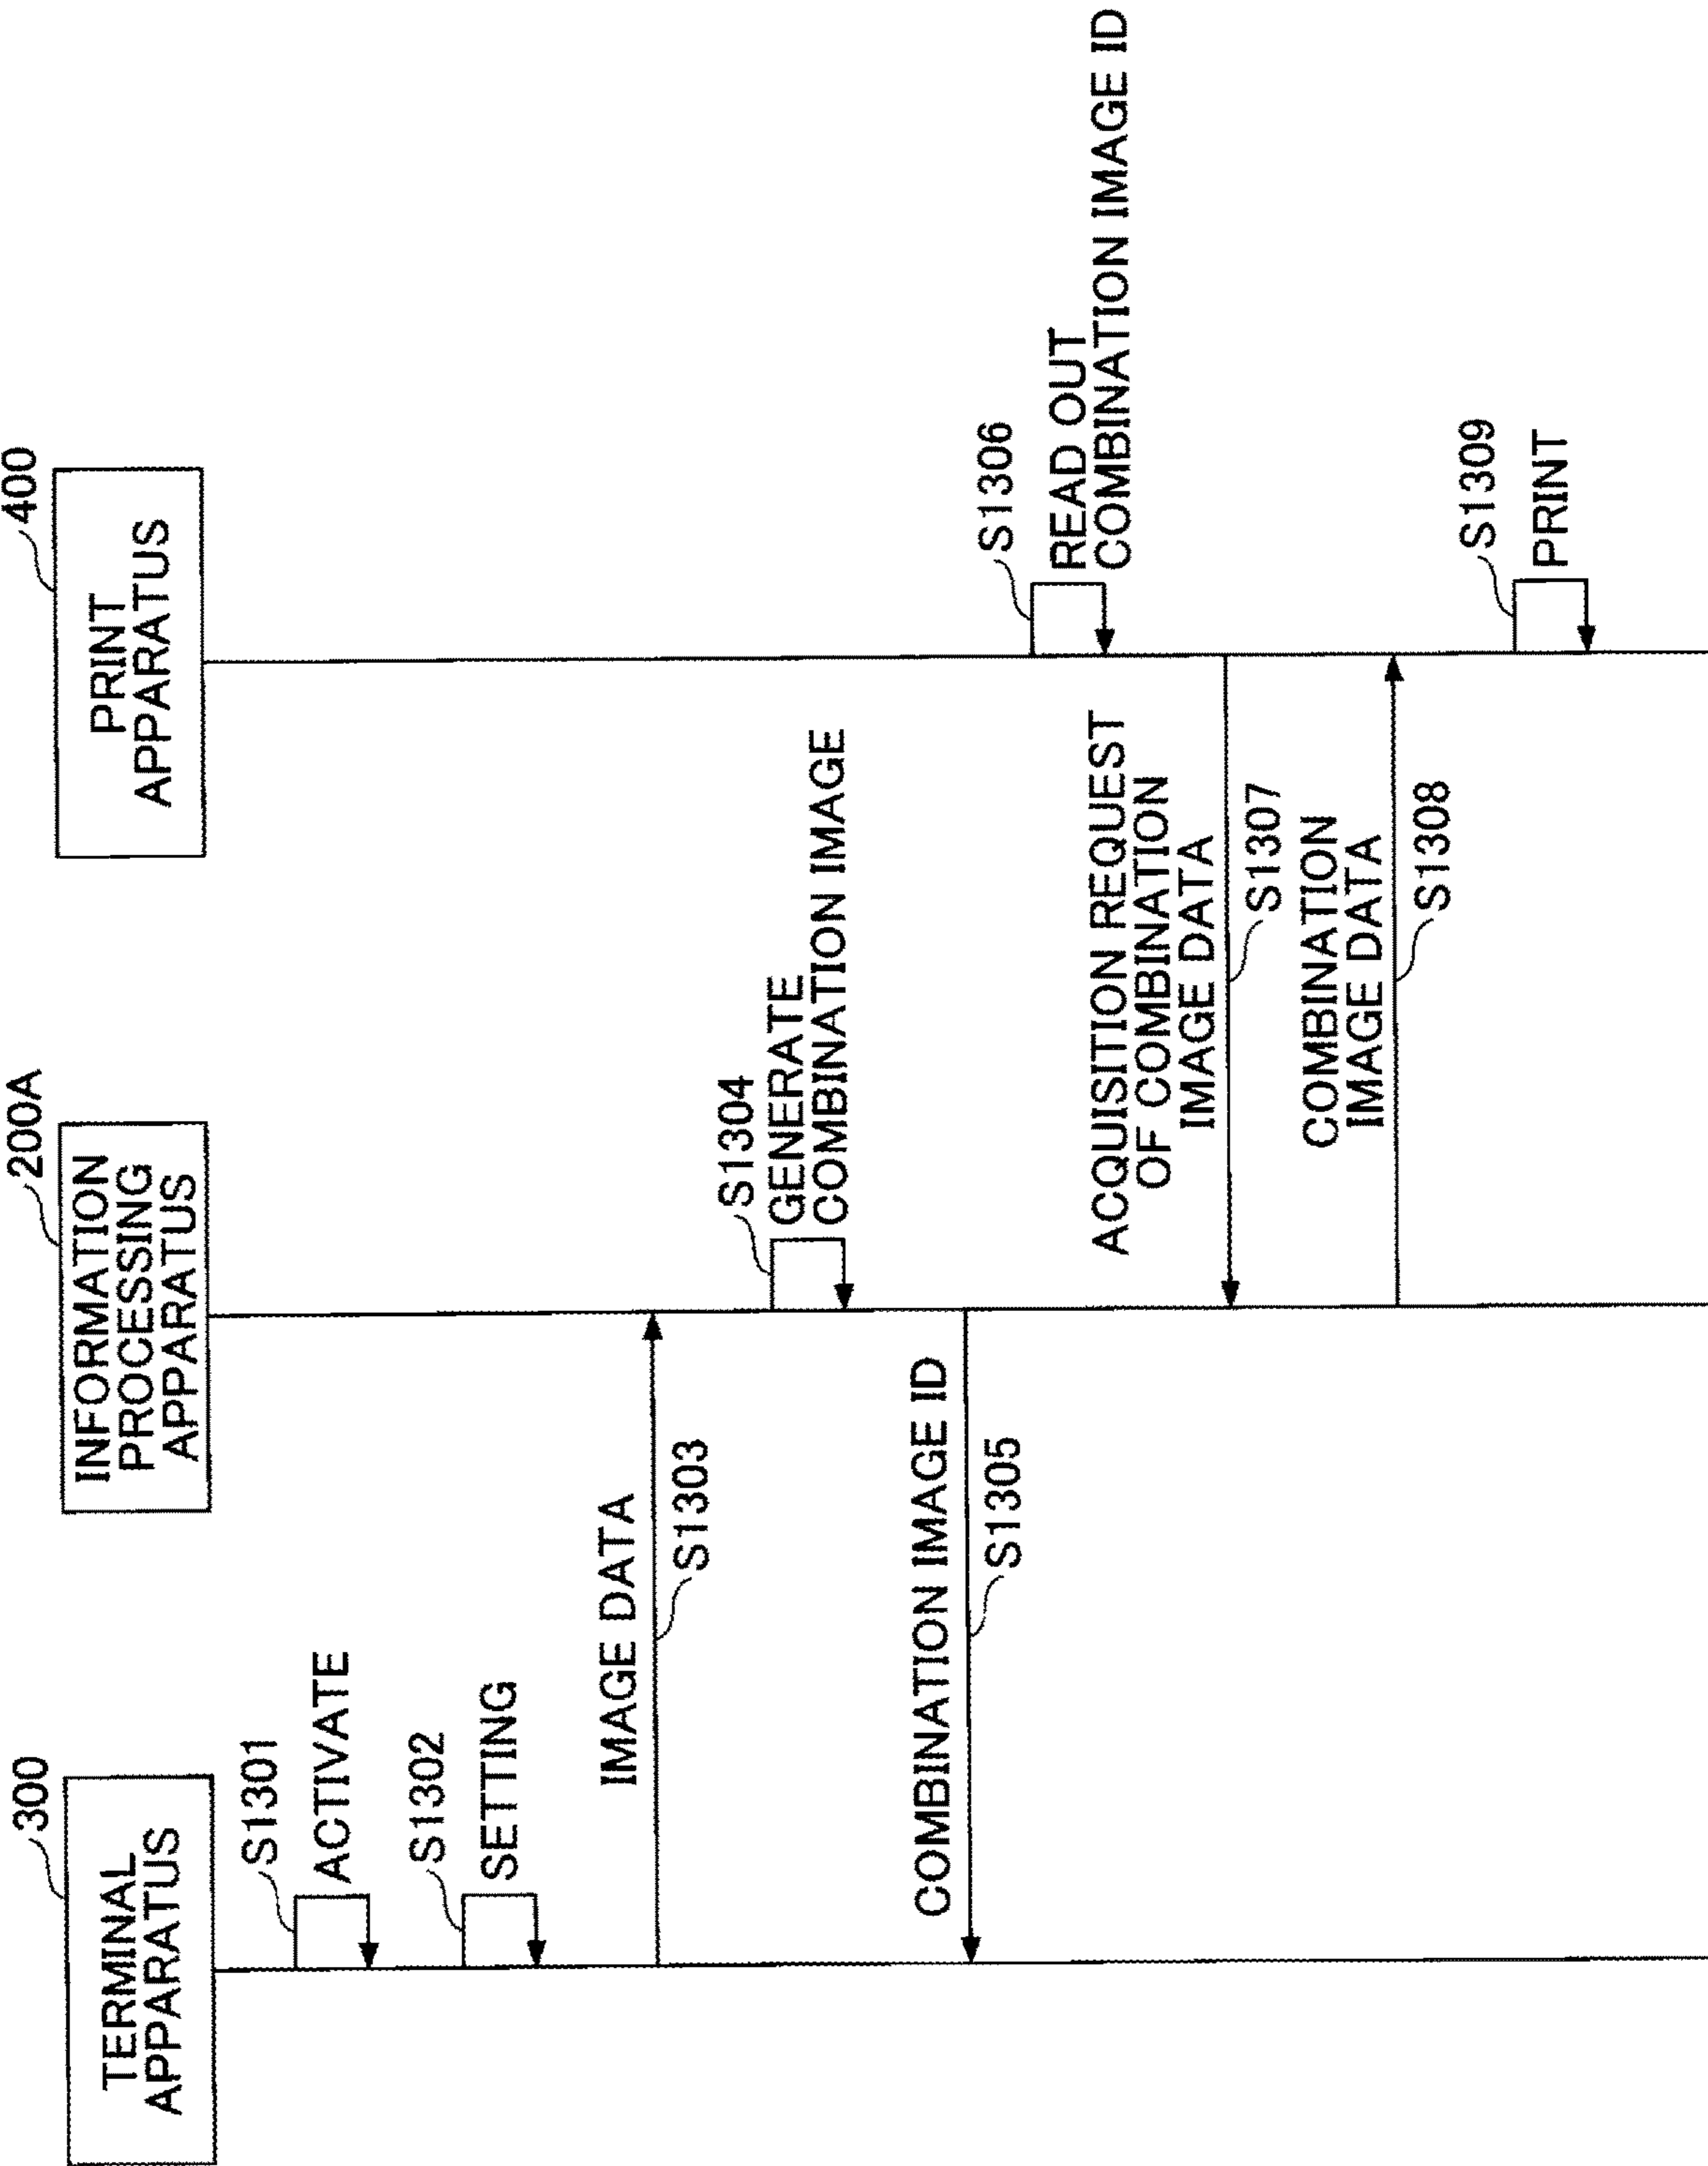 300
TERMINAL
APPARATUS
200A
INFORMATION
PROCESSING
APPARATUS
400
PRINT
APPARATUS
S1301
ACTIVATE
S1302
SETTING
IMAGE DATA
S1303
S1304
GENERATE
COMBINATION IMAGE
COMBINATION IMAGE ID
S1305
S1306
READ OUT
COMBINATION IMAGE ID
ACQUISITION REQUEST
OF COMBINATION
IMAGE DATA
S1307
COMBINATION
IMAGE DATA
S1308
S1309
PRINT